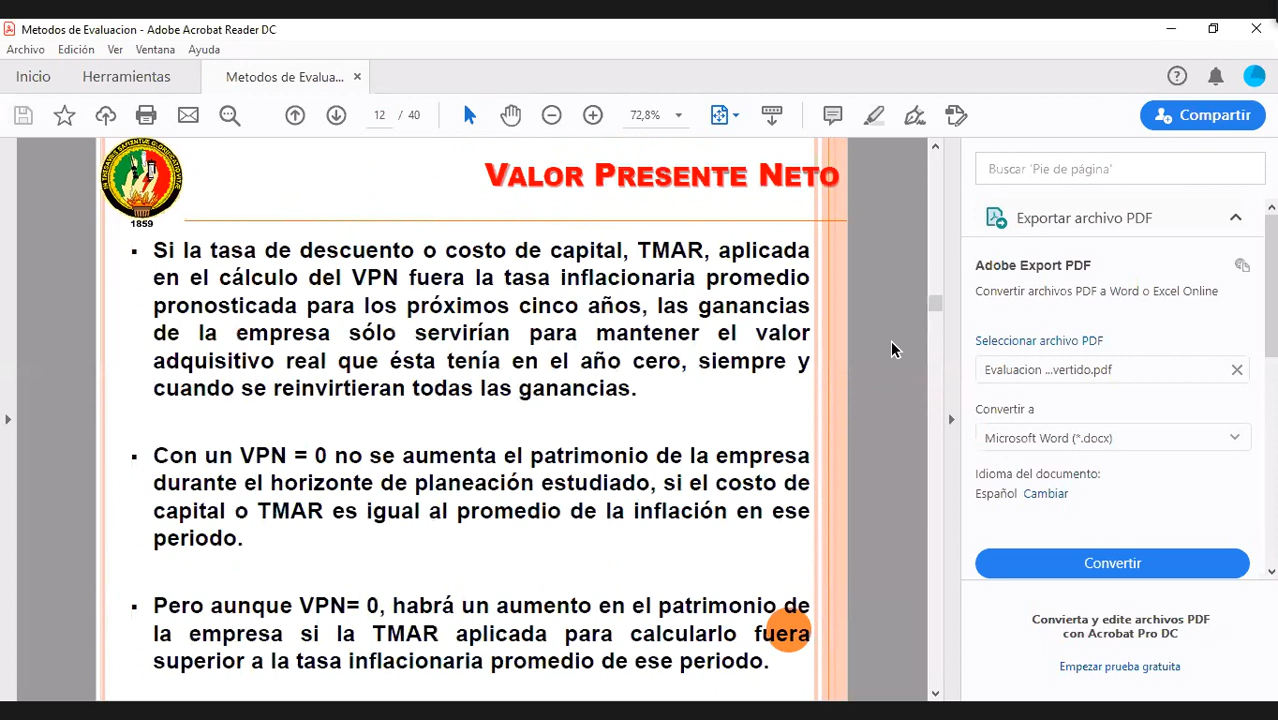 Metodos de Evaluacion - Adobe Acrobat Reader DC
Archivo Edición Ver Ventana Ayuda
Inicio Herramientas Metodos de Evalua... ×
12 / 40 72,8% Compartir
VALOR PRESENTE NETO
1859
▪ Si la tasa de descuento o costo de capital, TMAR, aplicada
en el cálculo del VPN fuera la tasa inflacionaria promedio
pronosticada para los próximos cinco años, las ganancias
de la empresa sólo servirían para mantener el valor
adquisitivo real que ésta tenía en el año cero, siempre y
cuando se reinvirtieran todas las ganancias.
▪ Con un VPN = 0 no se aumenta el patrimonio de la empresa
durante el horizonte de planeación estudiado, si el costo de
capital o TMAR es igual al promedio de la inflación en ese
periodo.
▪ Pero aunque VPN= 0, habrá un aumento en el patrimonio de
la empresa si la TMAR aplicada para calcularlo fuera
superior a la tasa inflacionaria promedio de ese periodo.
Buscar 'Pie de página'
Exportar archivo PDF
Adobe Export PDF
Convertir archivos PDF a Word o Excel Online
Seleccionar archivo PDF
Evaluacion ...vertido.pdf
Convertir a
Microsoft Word (*.docx)
Idioma del documento:
Español Cambiar
Convertir
Convierta y edite archivos PDF
con Acrobat Pro DC
Empezar prueba gratuita